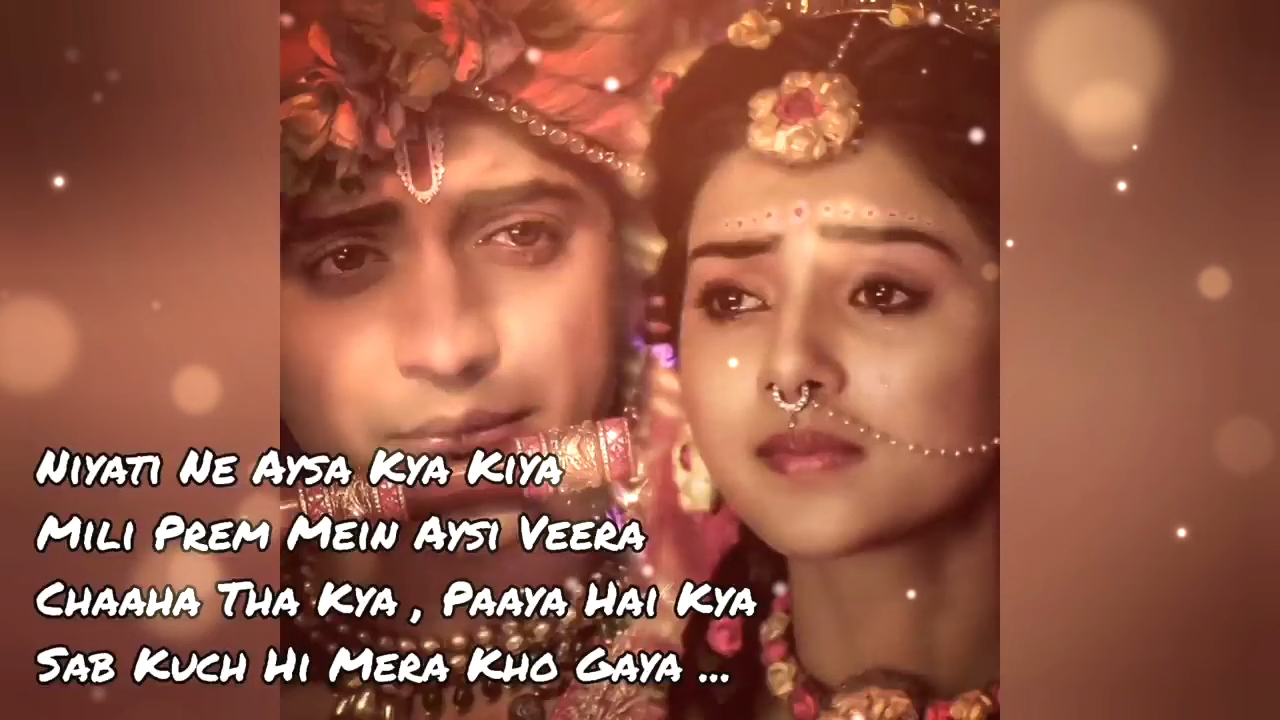 Niyati Ne Aysa Kya Kiya
Mili Prem Mein Aysi Veera
Chaaha Tha Kya , Paaya Hai Kya
Sab Kuch Hi Mera Kho Gaya ...